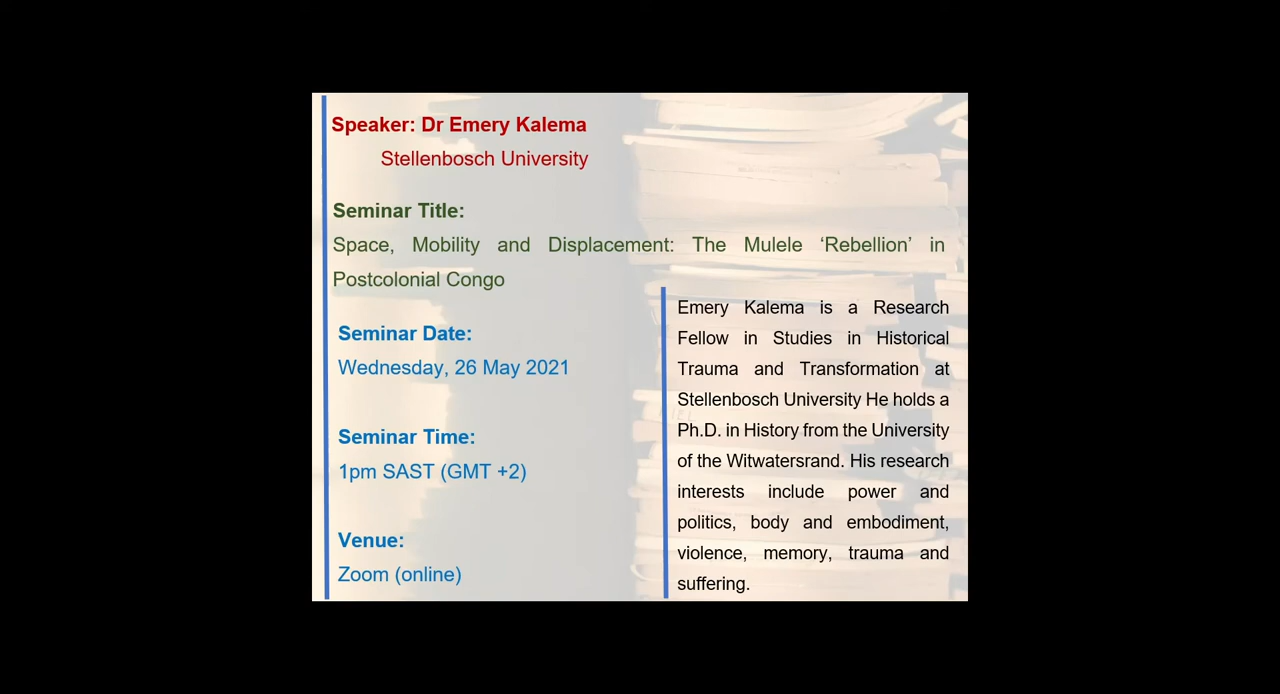 Speaker: Dr Emery Kalema
Stellenbosch University
Seminar Title:
Space, Mobility and Displacement: The Mulele ‘Rebellion’ in
Postcolonial Congo
Seminar Date:
Wednesday, 26 May 2021
Seminar Time:
1pm SAST (GMT +2)
Venue:
Zoom (online)
Emery Kalema is a Research
Fellow in Studies in Historical
Trauma and Transformation at
Stellenbosch University He holds a
Ph.D. in History from the University
of the Witwatersrand. His research
interests include power and
politics, body and embodiment,
violence, memory, trauma and
suffering.